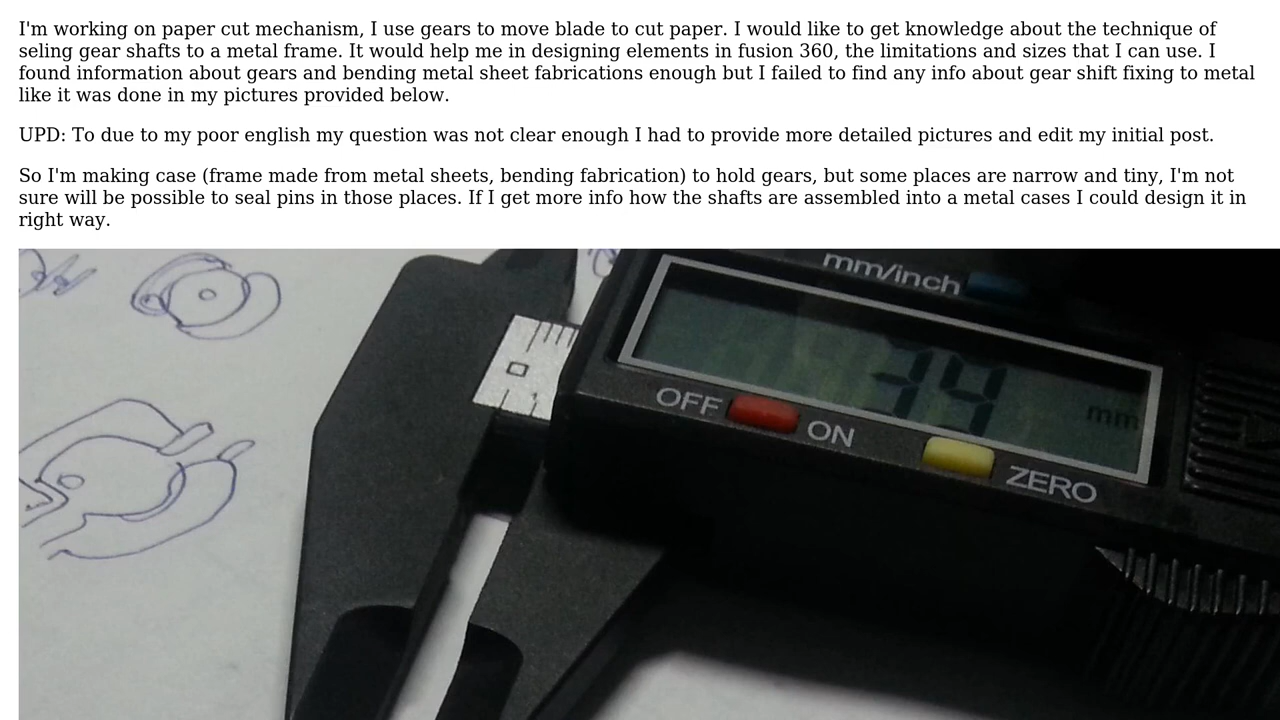 I'm working on paper cut mechanism, I use gears to move blade to cut paper. I would like to get knowledge about the technique of
seling gear shafts to a metal frame. It would help me in designing elements in fusion 360, the limitations and sizes that I can use. I
found information about gears and bending metal sheet fabrications enough but I failed to find any info about gear shift fixing to metal
like it was done in my pictures provided below.
UPD: To due to my poor english my question was not clear enough I had to provide more detailed pictures and edit my initial post.
So I'm making case (frame made from metal sheets, bending fabrication) to hold gears, but some places are narrow and tiny, I'm not
sure will be possible to seal pins in those places. If I get more info how the shafts are assembled into a metal cases I could design it in
right way.
mm/inch
mm
OFF
ON
ZERO